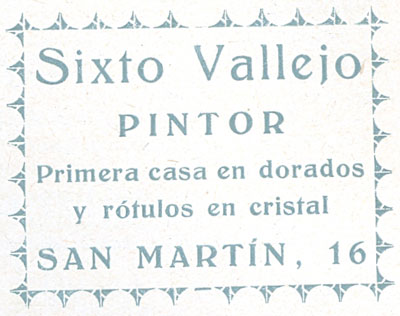 Sixto Vallejo
PINTOR
Primera casa en dorados
y rótulos en cristal
SAN MARTÍN, 16